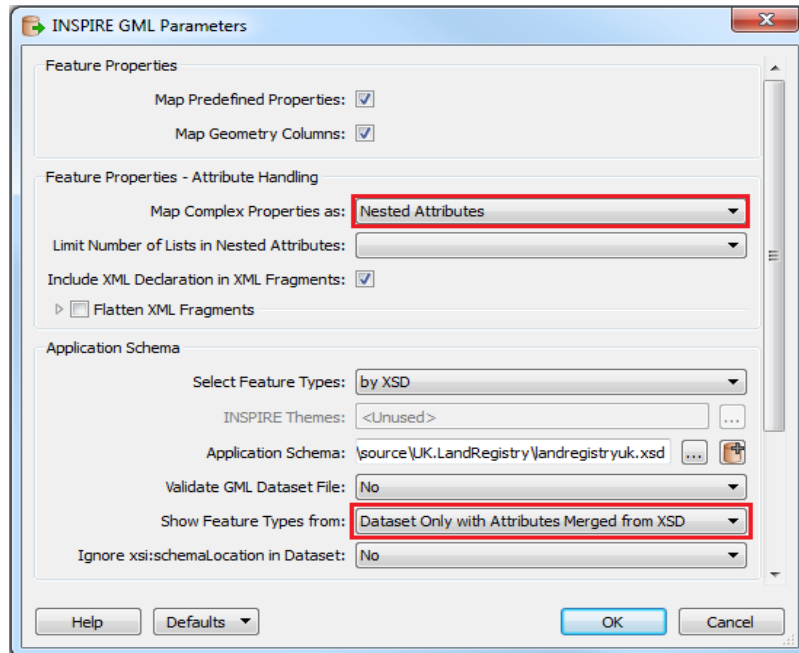 INSPIRE GML Parameters
Feature Properties
Map Predefined Properties:
Map Geometry Columns:
Feature Properties - Attribute Handling
Map Complex Properties as: Nested Attributes
Limit Number of Lists in Nested Attributes:
Include XML Declaration in XML Fragments:
Flatten XML Fragments
Application Schema
Select Feature Types: by XSD
INSPIRE Themes: <Unused> ...
Application Schema: \source\UK.LandRegistry\landregistryuk.xsd ...
Validate GML Dataset File: No
Show Feature Types from: Dataset Only with Attributes Merged from XSD
Ignore xsi:schemaLocation in Dataset: No
Help Defaults OK Cancel